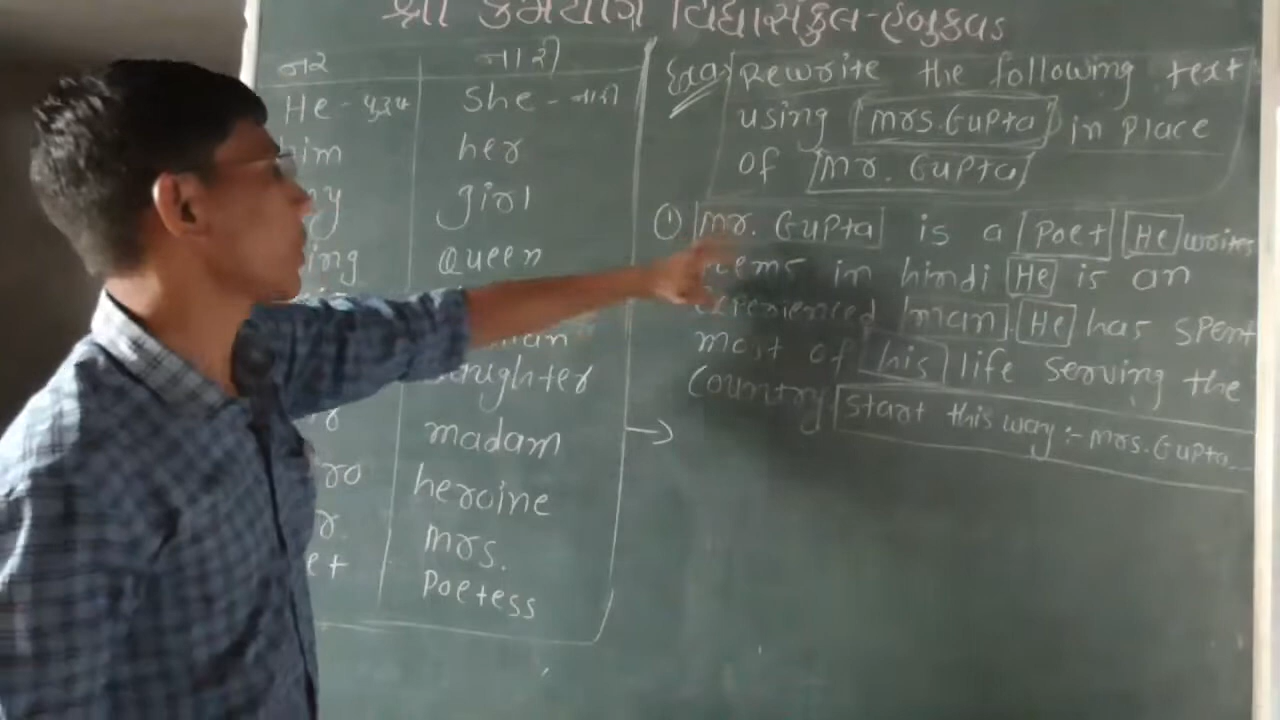 શ્રી કર્મયોગ વિદ્યાસંકુલ-હળુકવડ
નર નારી
He - પુરુષ She - નારી
him her
girl
Queen
daughter
madam
heroine
mrs.
Poetess
Rewrite the following text
using mrs. Gupta in place
of mr. Gupta
① mr. Gupta is a Poet He writes
in hindi He is an
experienced man. He has spent
most of his life serving the
Country Start this way :- mrs. Gupta...